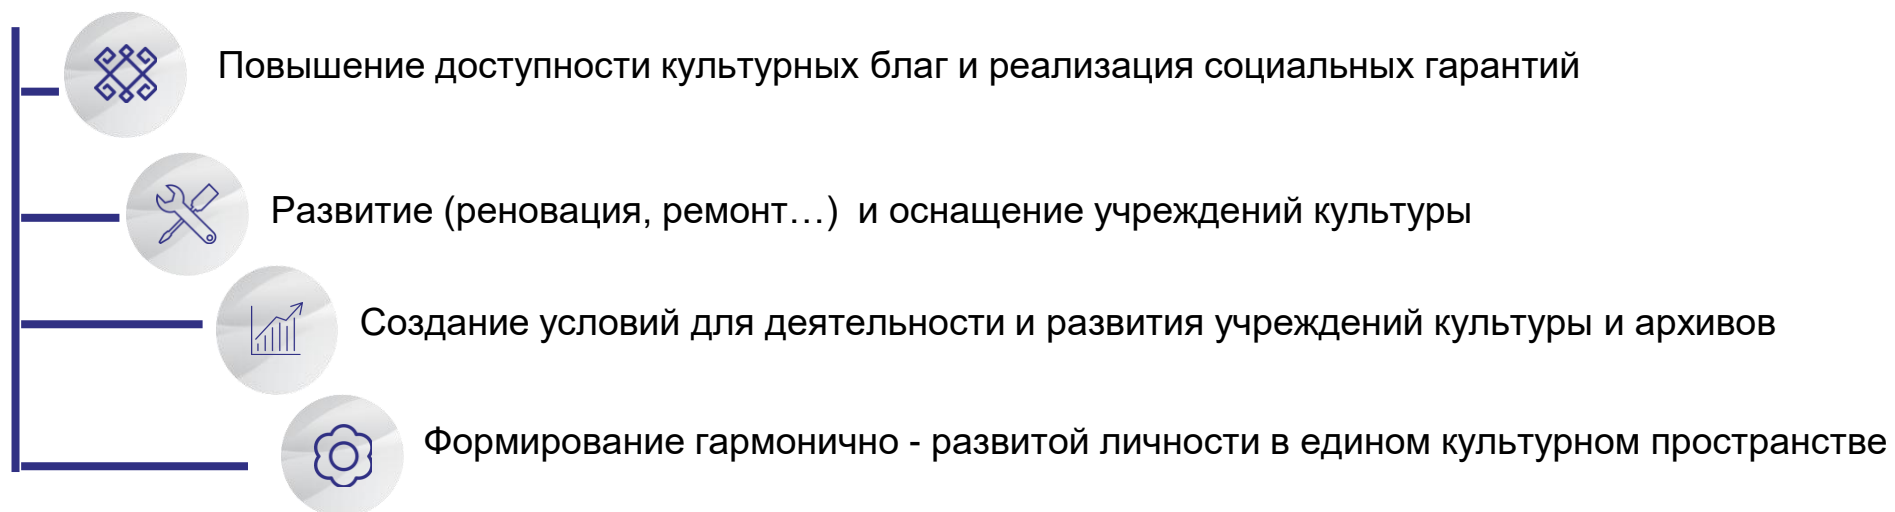 Повышение доступности культурных благ и реализация социальных гарантий
Развитие (реновация, ремонт…) и оснащение учреждений культуры
Создание условий для деятельности и развития учреждений культуры и архивов
Формирование гармонично - развитой личности в едином культурном пространстве